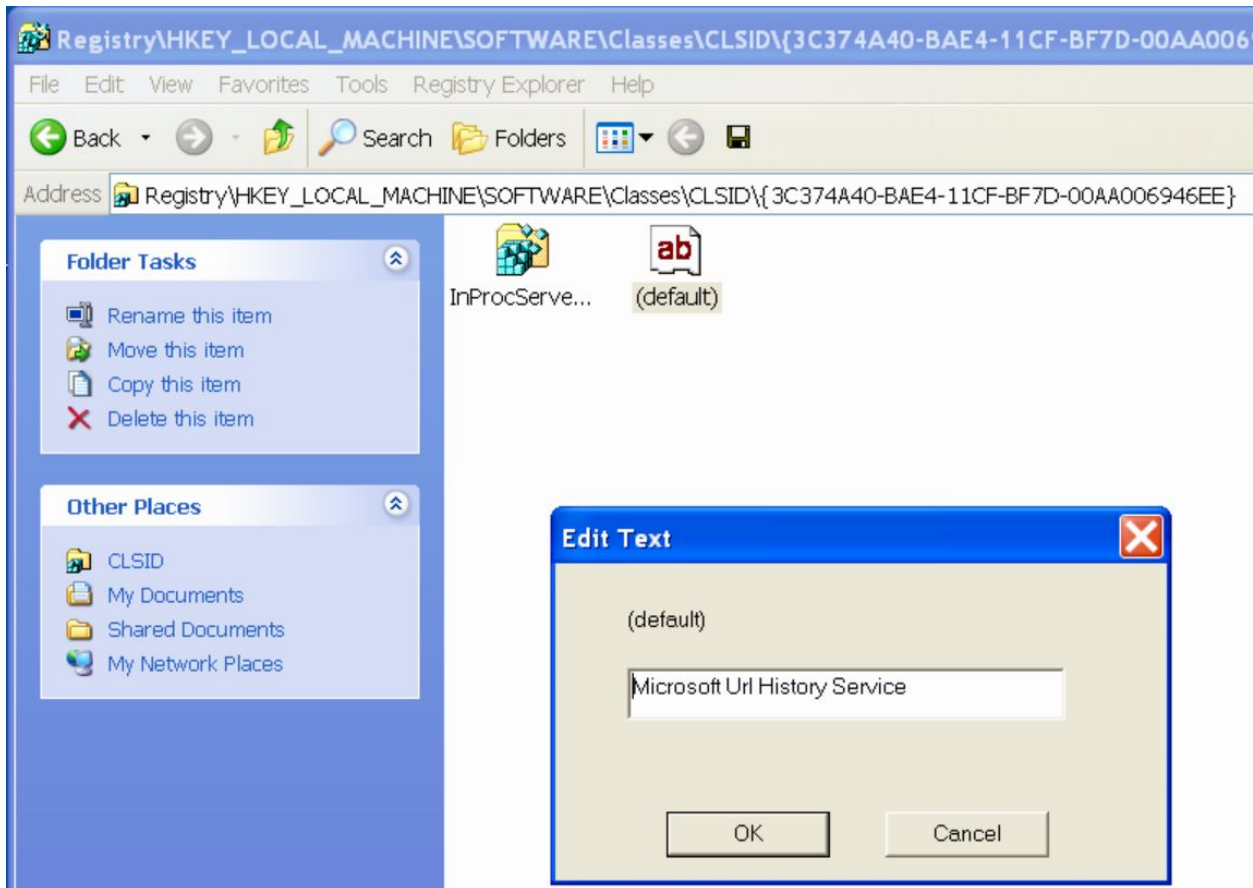 Registry\HKEY_LOCAL_MACHINE\SOFTWARE\Classes\CLSID\{3C374A40-BAE4-11CF-BF7D-00AA0069
File Edit View Favorites Tools Registry Explorer Help
Back Search Folders
Address Registry\HKEY_LOCAL_MACHINE\SOFTWARE\Classes\CLSID\{3C374A40-BAE4-11CF-BF7D-00AA006946EE}
Folder Tasks
Rename this item
Move this item
Copy this item
Delete this item
Other Places
CLSID
My Documents
Shared Documents
My Network Places
InProcServe...
ab
(default)
Edit Text
(default)
Microsoft Url History Service
OK Cancel